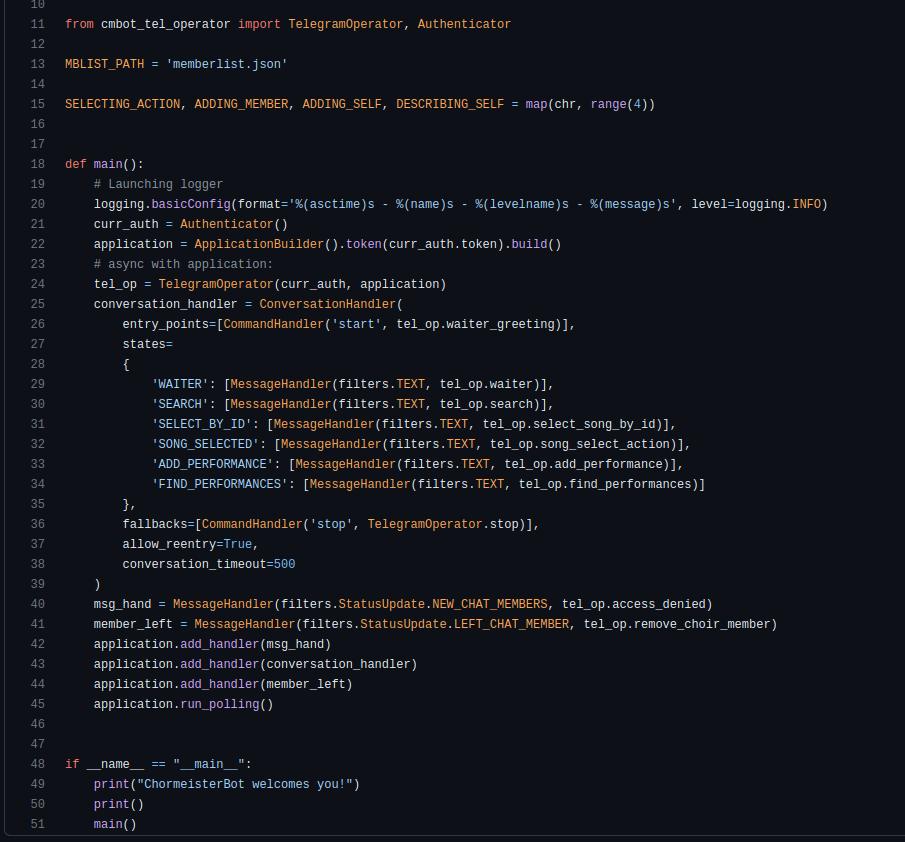 10
11 from cmbot_tel_operator import TelegramOperator, Authenticator
12
13 MBLIST_PATH = 'memberlist.json'
14
15 SELECTING_ACTION, ADDING_MEMBER, ADDING_SELF, DESCRIBING_SELF = map(chr, range(4))
16
17
18 def main():
19     # Launching logger
20     logging.basicConfig(format='%(asctime)s - %(name)s - %(levelname)s - %(message)s', level=logging.INFO)
21     curr_auth = Authenticator()
22     application = ApplicationBuilder().token(curr_auth.token).build()
23     # async with application:
24     tel_op = TelegramOperator(curr_auth, application)
25     conversation_handler = ConversationHandler(
26         entry_points=[CommandHandler('start', tel_op.waiter_greeting)],
27         states=
28         {
29             'WAITER': [MessageHandler(filters.TEXT, tel_op.waiter)],
30             'SEARCH': [MessageHandler(filters.TEXT, tel_op.search)],
31             'SELECT_BY_ID': [MessageHandler(filters.TEXT, tel_op.select_song_by_id)],
32             'SONG_SELECTED': [MessageHandler(filters.TEXT, tel_op.song_select_action)],
33             'ADD_PERFORMANCE': [MessageHandler(filters.TEXT, tel_op.add_performance)],
34             'FIND_PERFORMANCES': [MessageHandler(filters.TEXT, tel_op.find_performances)]
35         },
36         fallbacks=[CommandHandler('stop', TelegramOperator.stop)],
37         allow_reentry=True,
38         conversation_timeout=500
39     )
40     msg_hand = MessageHandler(filters.StatusUpdate.NEW_CHAT_MEMBERS, tel_op.access_denied)
41     member_left = MessageHandler(filters.StatusUpdate.LEFT_CHAT_MEMBER, tel_op.remove_choir_member)
42     application.add_handler(msg_hand)
43     application.add_handler(conversation_handler)
44     application.add_handler(member_left)
45     application.run_polling()
46
47
48 if __name__ == "__main__":
49     print("ChormeisterBot welcomes you!")
50     print()
51     main()